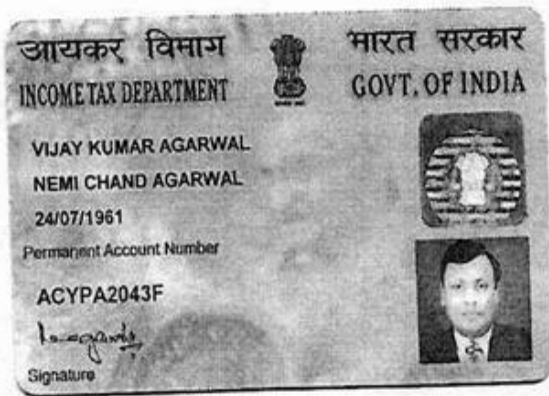 आयकर विभाग
INCOME TAX DEPARTMENT
भारत सरकार
GOVT. OF INDIA
VIJAY KUMAR AGARWAL
NEMI CHAND AGARWAL
24/07/1961
Permanent Account Number
ACYPA2043F
Signature